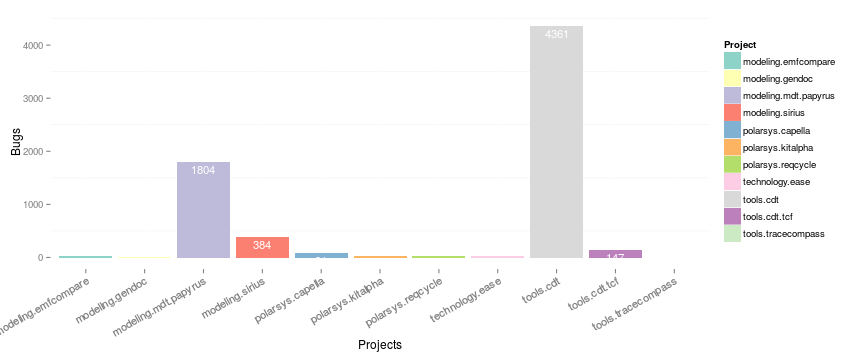 Bugs
4000
3000
2000
1000
0
1804
384
4361
147
modeling.emfcompare
modeling.gendoc
modeling.mdt.papyrus
modeling.sirius
polarsys.capella
polarsys.kitalpha
polarsys.reqcycle
technology.ease
tools.cdt
tools.cdt.tcf
tools.tracecompass
Projects
Project
modeling.emfcompare
modeling.gendoc
modeling.mdt.papyrus
modeling.sirius
polarsys.capella
polarsys.kitalpha
polarsys.reqcycle
technology.ease
tools.cdt
tools.cdt.tcf
tools.tracecompass